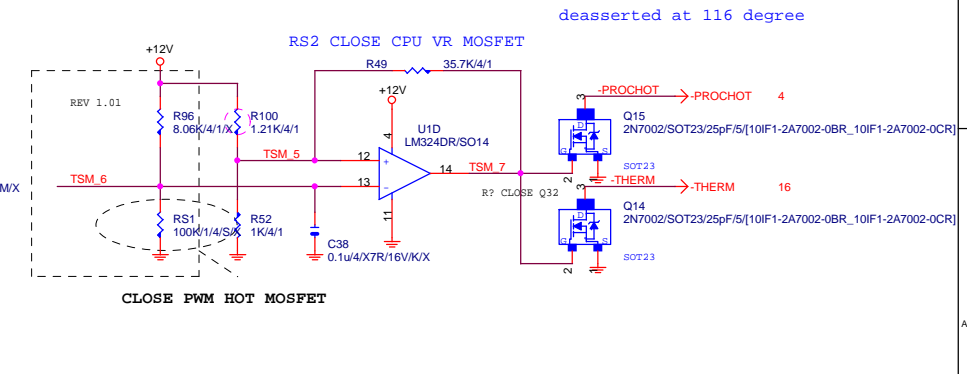 deasserted at 116 degree
RS2 CLOSE CPU VR MOSFET
+12V
R49
35.7K/4/1
REV 1.01
+12V
-PROCHOT
-PROCHOT
4
R96
8.06K/4/1/X
R100
1.21K/4/1
4
U1D
LM324DR/SO14
3
D
G
S
Q15
2N7002/SOT23/25pF/5/[10IF1-2A7002-0BR_10IF1-2A7002-0CR]
SOT23
2
1
TSM_5
12
+
14
TSM_7
13
-
TSM_6
M/X
R? CLOSE Q32
-THERM
-THERM
16
3
D
G
S
Q14
2N7002/SOT23/25pF/5/[10IF1-2A7002-0BR_10IF1-2A7002-0CR]
SOT23
2
1
11
RS1
100K/1/4/S/X
R52
1K/4/1
C38
0.1u/4/X7R/16V/K/X
CLOSE PWM HOT MOSFET
A